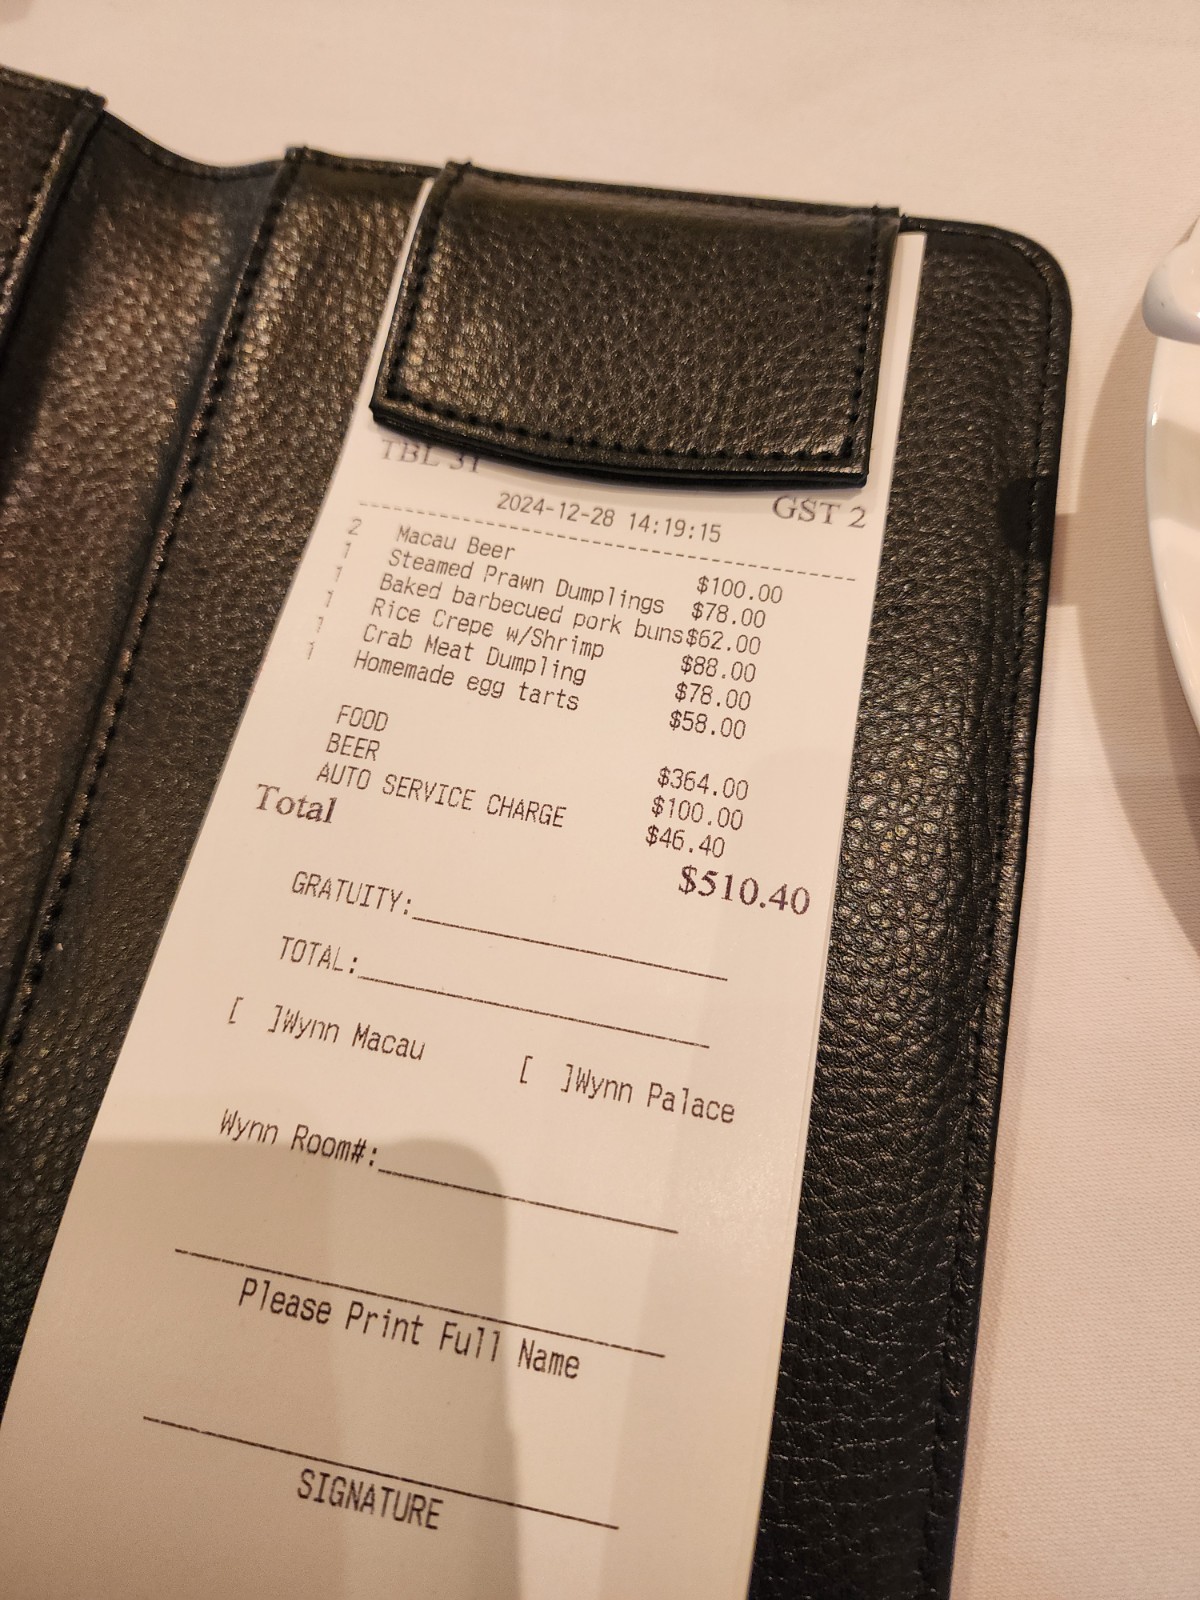 TBL 31 GST 2
2024-12-28 14:19:15
2 Macau Beer $100.00
1 Steamed Prawn Dumplings $78.00
1 Baked barbecued pork buns $62.00
1 Rice Crepe w/Shrimp $88.00
1 Crab Meat Dumpling $78.00
1 Homemade egg tarts $58.00
FOOD $364.00
BEER $100.00
AUTO SERVICE CHARGE $46.40
Total $510.40
GRATUITY:
TOTAL:
[ ]Wynn Macau [ ]Wynn Palace
Wynn Room#:
Please Print Full Name
SIGNATURE